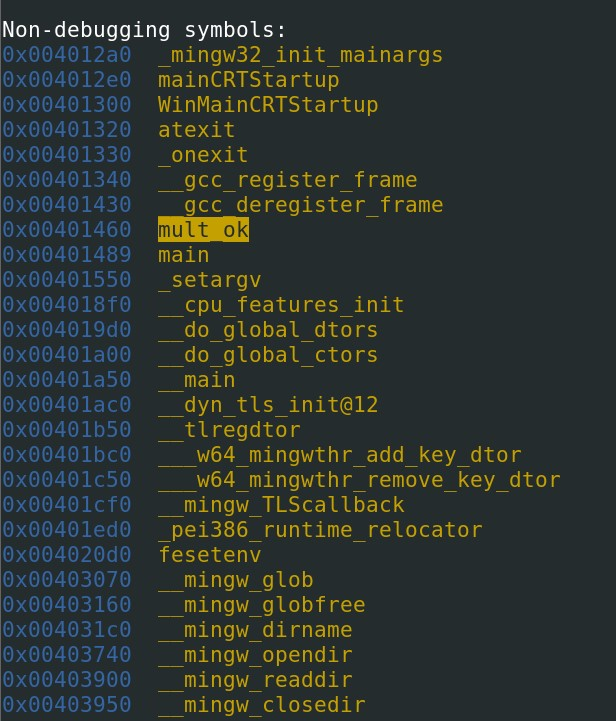 Non-debugging symbols:
0x004012a0  _mingw32_init_mainargs
0x004012e0  mainCRTStartup
0x00401300  WinMainCRTStartup
0x00401320  atexit
0x00401330  _onexit
0x00401340  __gcc_register_frame
0x00401430  __gcc_deregister_frame
0x00401460  mult_ok
0x00401489  main
0x00401550  _setargv
0x004018f0  __cpu_features_init
0x004019d0  __do_global_dtors
0x00401a00  __do_global_ctors
0x00401a50  __main
0x00401ac0  __dyn_tls_init@12
0x00401b50  __tlregdtor
0x00401bc0  ___w64_mingwthr_add_key_dtor
0x00401c50  ___w64_mingwthr_remove_key_dtor
0x00401cf0  __mingw_TLScallback
0x00401ed0  _pei386_runtime_relocator
0x004020d0  fesetenv
0x00403070  __mingw_glob
0x00403160  __mingw_globfree
0x004031c0  __mingw_dirname
0x00403740  __mingw_opendir
0x00403900  __mingw_readdir
0x00403950  __mingw_closedir